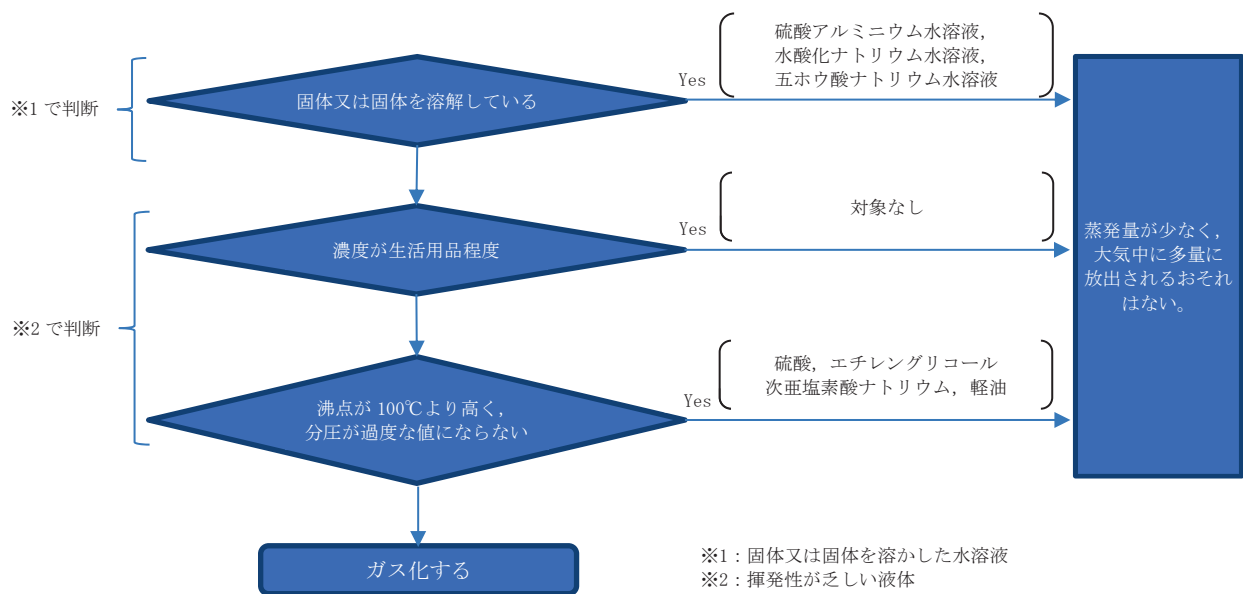 硫酸アルミニウム水溶液，
水酸化ナトリウム水溶液，
五ホウ酸ナトリウム水溶液
Yes
※1 で判断
固体又は固体を溶解している
対象なし
Yes
濃度が生活用品程度
蒸発量が少なく，
大気中に多量に
放出されるおそれ
はない。
※2 で判断
硫酸，エチレングリコール
次亜塩素酸ナトリウム，軽油
Yes
沸点が 100℃より高く，
分圧が過度な値にならない
ガス化する
※1：固体又は固体を溶かした水溶液
※2：揮発性が乏しい液体